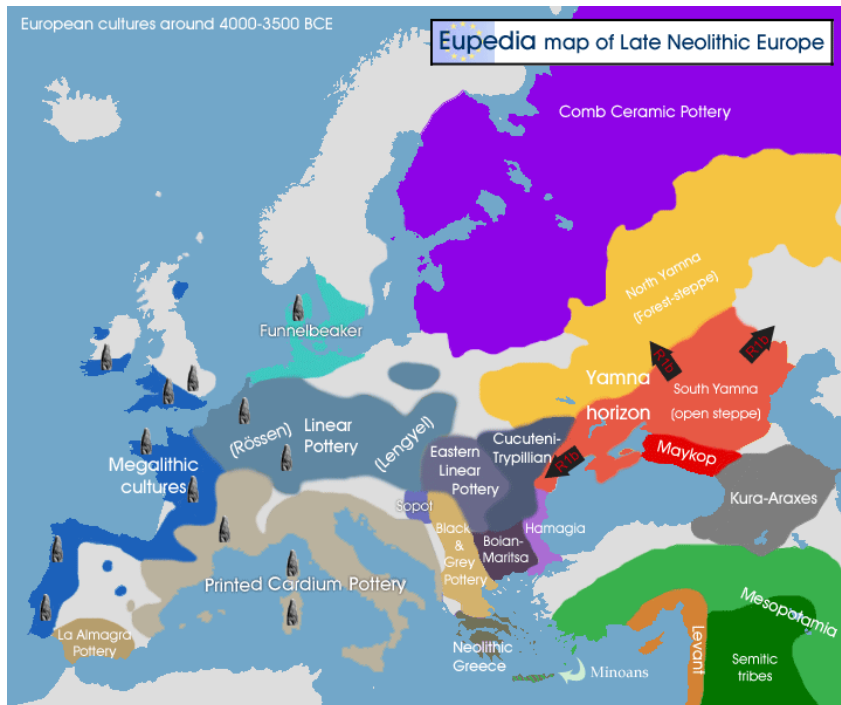 European cultures around 4000-3500 BCE
Eupedia map of Late Neolithic Europe
Comb Ceramic Pottery
North Yamna
(Forest-steppe)
Funnelbeaker
R1b
R1b
Yamna
horizon
South Yamna
(open steppe)
(Rössen)
Linear
Pottery
(Lengyel)
Cucuteni-
Trypillian
Maykop
Eastern
Linear
Pottery
R1b
Megalithic
cultures
Kura-Araxes
Sopot
Black
&
Grey
Pottery
Boian-
Maritsa
Hamagia
Printed Cardium Pottery
Mesopotamia
La Almagra
Pottery
Neolithic
Greece
Levant
Semitic
tribes
Minoans